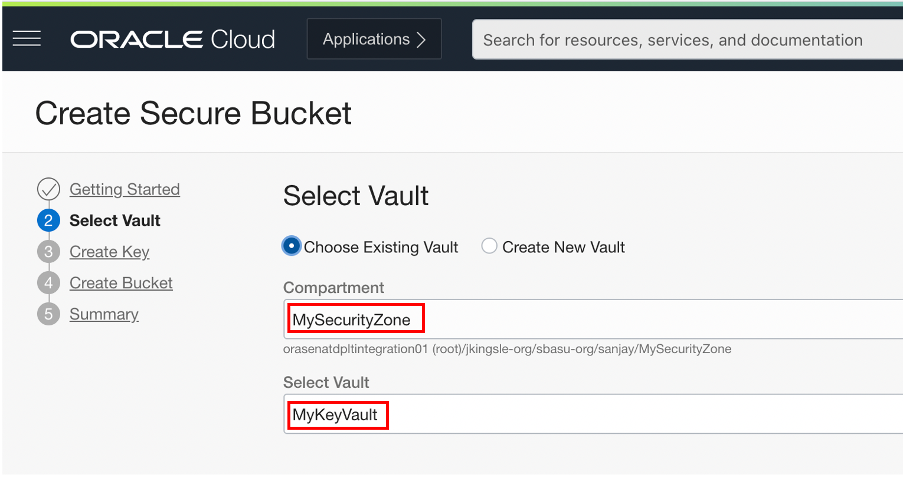 ORACLE Cloud
Applications
Search for resources, services, and documentation
Create Secure Bucket
Getting Started
2 Select Vault
3 Create Key
4 Create Bucket
5 Summary
Select Vault
Choose Existing Vault Create New Vault
Compartment
MySecurityZone
orasenatdpltintegration01 (root)/jkingsle-org/sbasu-org/sanjay/MySecurityZone
Select Vault
MyKeyVault